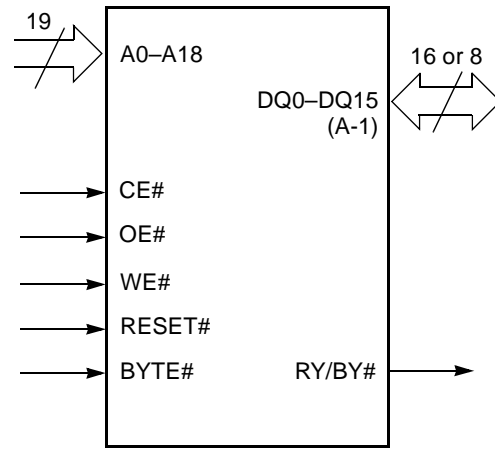 19
A0–A18
16 or 8
DQ0–DQ15
(A-1)
CE#
OE#
WE#
RESET#
BYTE#
RY/BY#